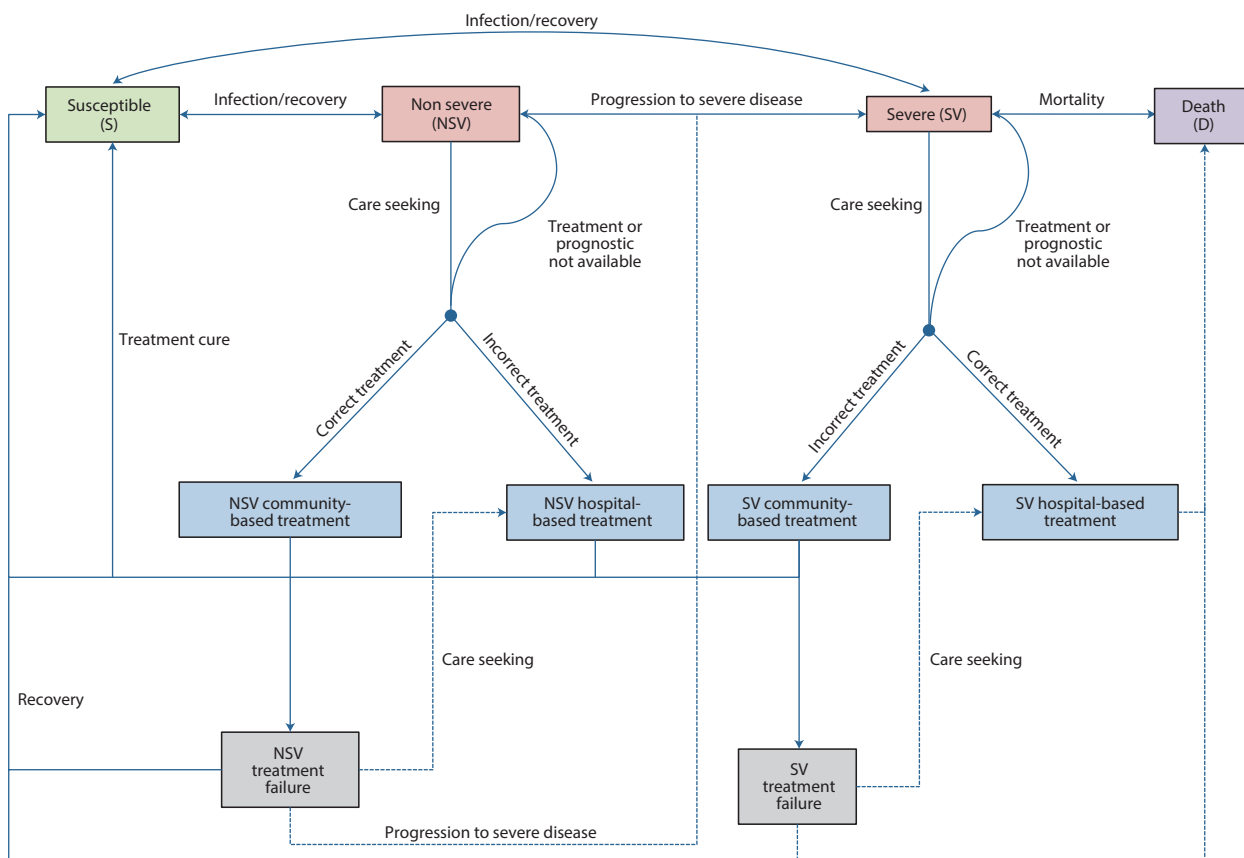 Infection/recovery
Susceptible
(S)
Infection/recovery
Non severe
(NSV)
Progression to severe disease
Severe (SV)
Mortality
Death
(D)
Care seeking
Treatment or
prognostic
not available
Care seeking
Treatment or
prognostic
not available
Treatment cure
Correct treatment
Incorrect treatment
Incorrect treatment
Correct treatment
NSV community-
based treatment
NSV hospital-
based treatment
SV community-
based treatment
SV hospital-based
treatment
Care seeking
Care seeking
Recovery
NSV
treatment
failure
SV
treatment
failure
Progression to severe disease